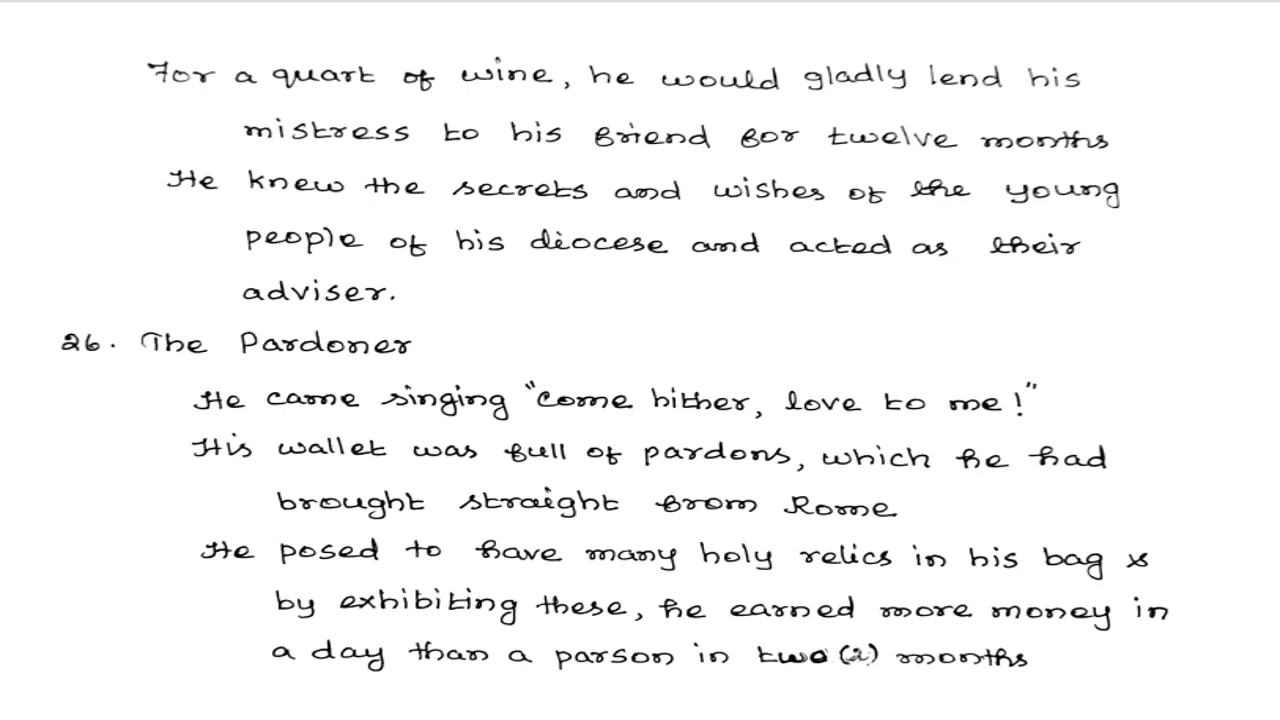 For a quart of wine, he would gladly lend his
mistress to his friend for twelve months
He knew the secrets and wishes of the young
people of his diocese and acted as their
adviser.
26. The Pardoner
He came singing "Come hither, love to me!"
His wallet was full of pardons, which he had
brought straight from Rome
He posed to have many holy relics in his bag &
by exhibiting these, he earned more money in
a day than a parson in two (2) months